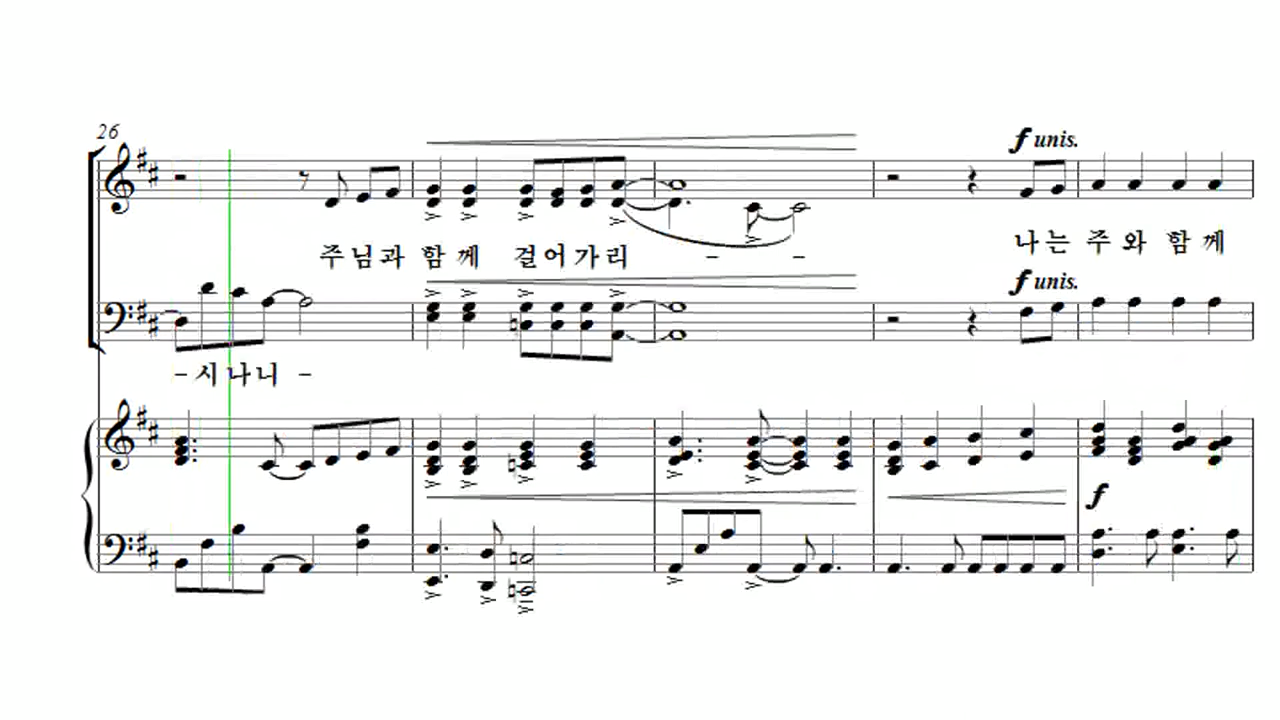 26
f unis.
주님과 함께 걸어가리 - -
나는 주와 함께
f unis.
- 시나니 -
f